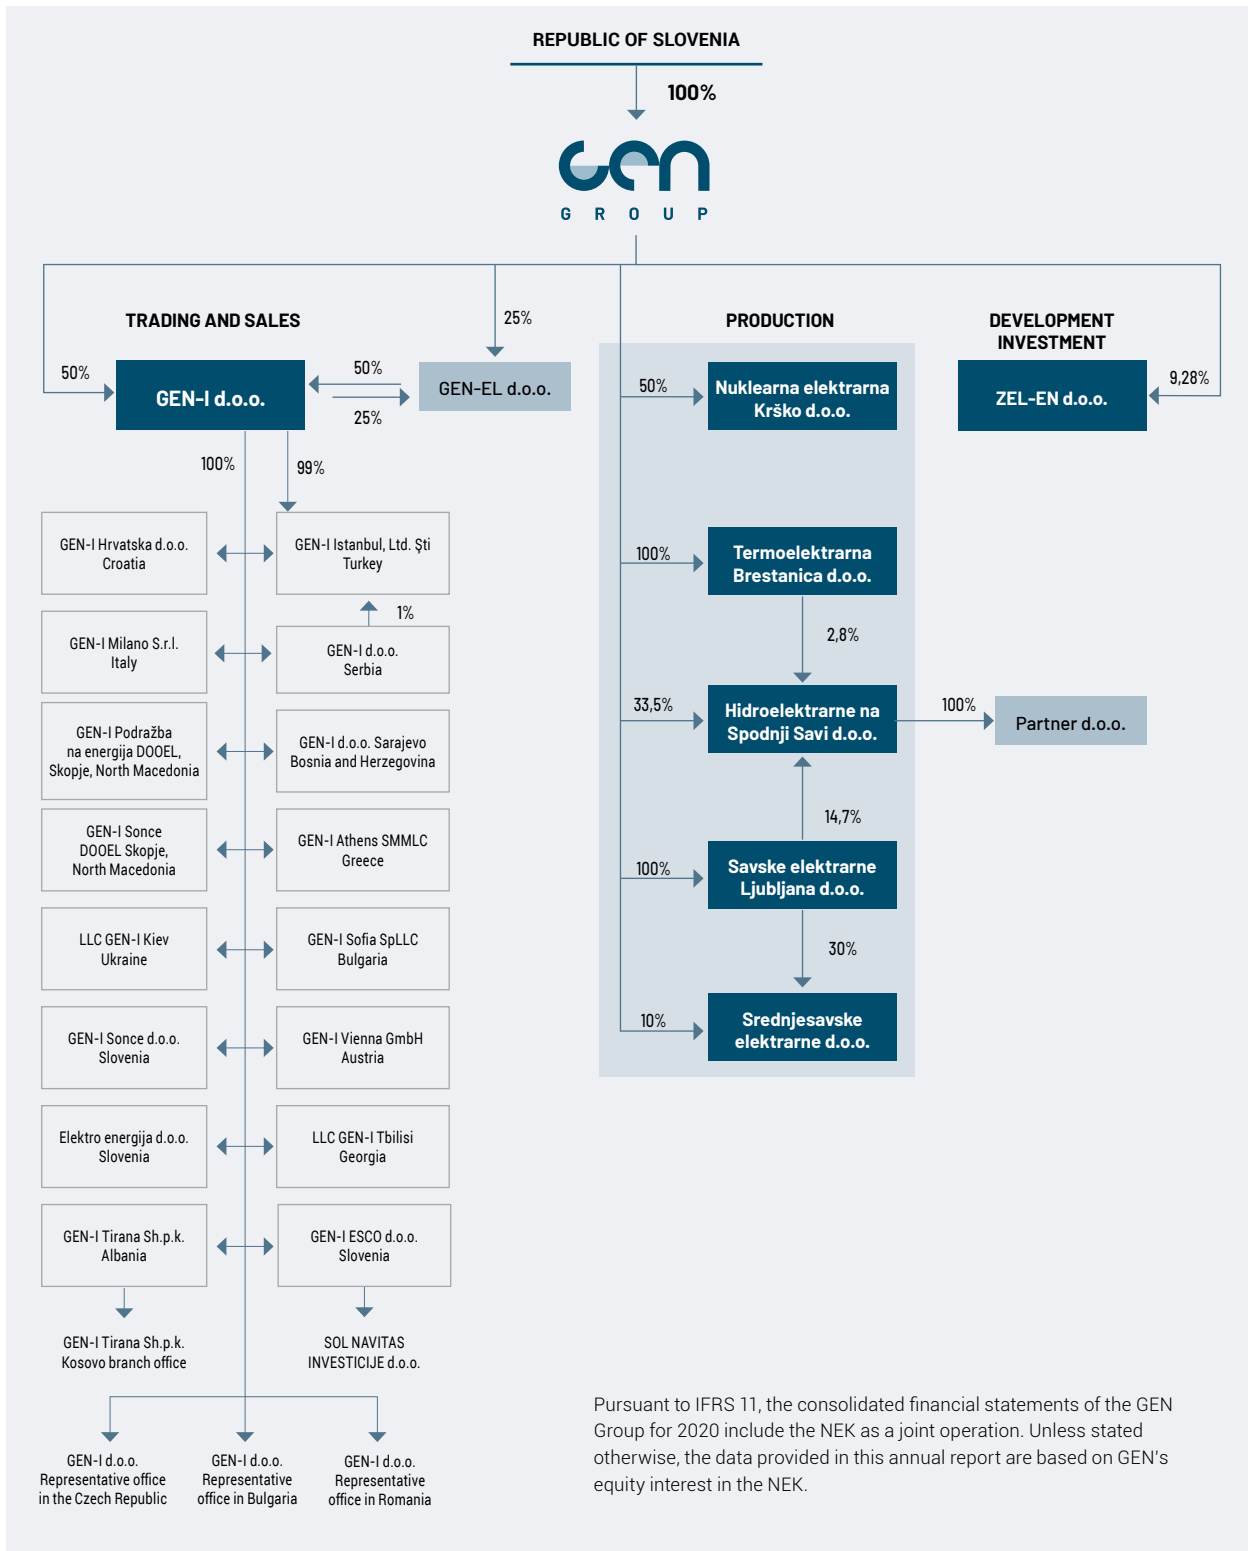 REPUBLIC OF SLOVENIA
100%
gen
GROUP
TRADING AND SALES
25%
PRODUCTION
DEVELOPMENT
INVESTMENT
50%
GEN-I d.o.o.
50%
25%
GEN-EL d.o.o.
50%
Nuklearna elektrarna
Krško d.o.o.
ZEL-EN d.o.o.
9,28%
100%
99%
GEN-I Hrvatska d.o.o.
Croatia
GEN-I Istanbul, Ltd. Şti
Turkey
1%
GEN-I Milano S.r.l.
Italy
GEN-I d.o.o.
Serbia
GEN-I Podražba
na energija DOOEL,
Skopje, North Macedonia
GEN-I d.o.o. Sarajevo
Bosnia and Herzegovina
GEN-I Sonce
DOOEL Skopje,
North Macedonia
GEN-I Athens SMMLC
Greece
LLC GEN-I Kiev
Ukraine
GEN-I Sofia SpLLC
Bulgaria
GEN-I Sonce d.o.o.
Slovenia
GEN-I Vienna GmbH
Austria
Elektro energija d.o.o.
Slovenia
LLC GEN-I Tbilisi
Georgia
GEN-I Tirana Sh.p.k.
Albania
GEN-I ESCO d.o.o.
Slovenia
GEN-I Tirana Sh.p.k.
Kosovo branch office
SOL NAVITAS
INVESTICIJE d.o.o.
GEN-I d.o.o.
Representative office
in the Czech Republic
GEN-I d.o.o.
Representative
office in Bulgaria
GEN-I d.o.o.
Representative
office in Romania
100%
Termoelektrarna
Brestanica d.o.o.
2,8%
33,5%
Hidroelektrarne na
Spodnji Savi d.o.o.
100%
Partner d.o.o.
14,7%
100%
Savske elektrarne
Ljubljana d.o.o.
30%
10%
Srednjesavske
elektrarne d.o.o.
Pursuant to IFRS 11, the consolidated financial statements of the GEN
Group for 2020 include the NEK as a joint operation. Unless stated
otherwise, the data provided in this annual report are based on GEN's
equity interest in the NEK.